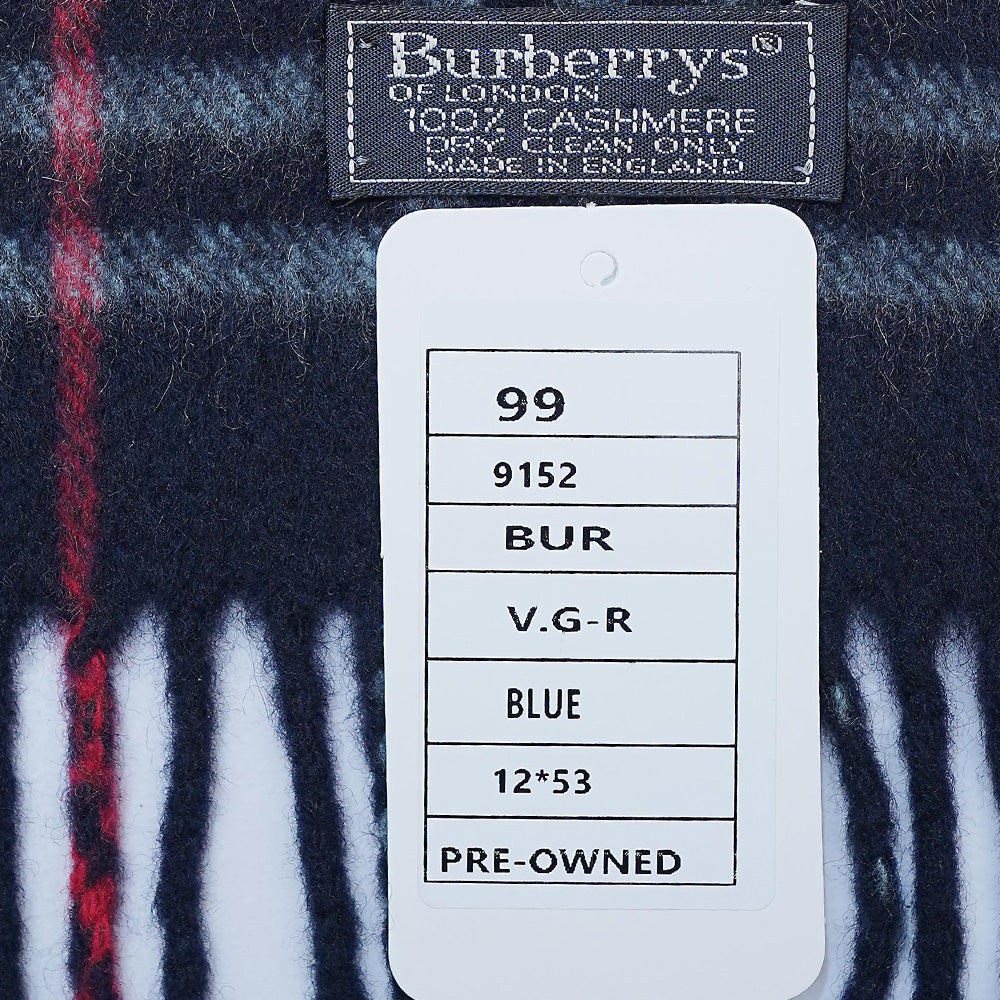 Burberrys®
OF LONDON
100% CASHMERE
DRY CLEAN ONLY
MADE IN ENGLAND
99
9152
BUR
V.G-R
BLUE
12*53
PRE-OWNED